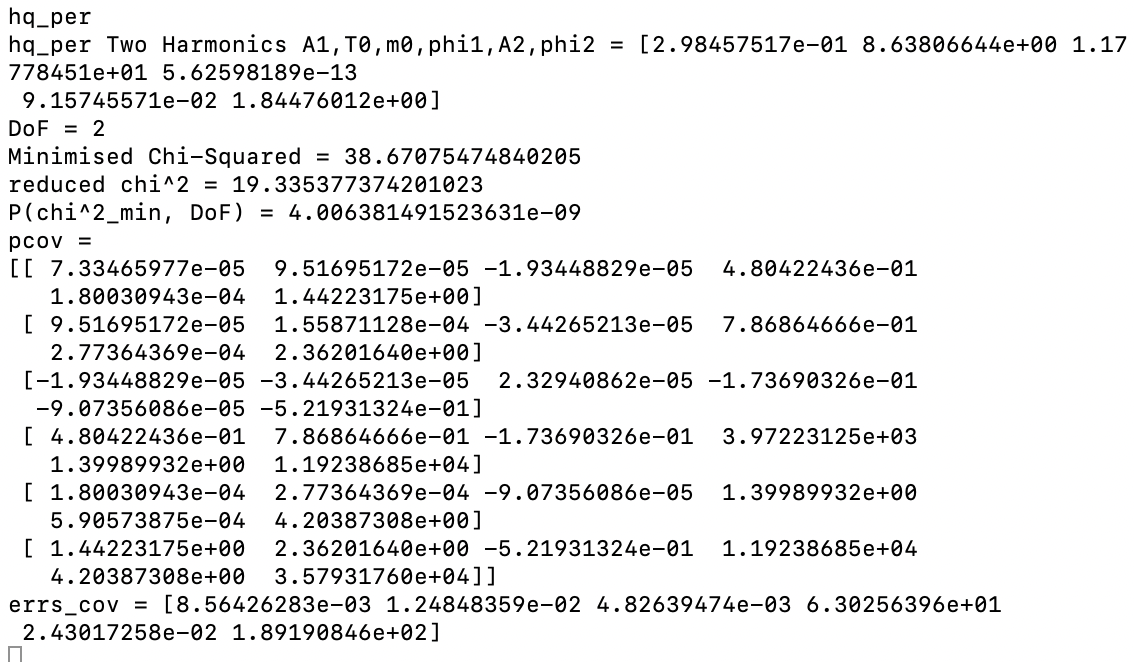 hq_per
hq_per Two Harmonics A1,T0,m0,phi1,A2,phi2 = [2.98457517e-01 8.63806644e+00 1.17
778451e+01 5.62598189e-13
 9.15745571e-02 1.84476012e+00]
DoF = 2
Minimised Chi-Squared = 38.67075474840205
reduced chi^2 = 19.335377374201023
P(chi^2_min, DoF) = 4.006381491523631e-09
pcov =
[[ 7.33465977e-05  9.51695172e-05 -1.93448829e-05  4.80422436e-01
   1.80030943e-04  1.44223175e+00]
 [ 9.51695172e-05  1.55871128e-04 -3.44265213e-05  7.86864666e-01
   2.77364369e-04  2.36201640e+00]
 [-1.93448829e-05 -3.44265213e-05  2.32940862e-05 -1.73690326e-01
  -9.07356086e-05 -5.21931324e-01]
 [ 4.80422436e-01  7.86864666e-01 -1.73690326e-01  3.97223125e+03
   1.39989932e+00  1.19238685e+04]
 [ 1.80030943e-04  2.77364369e-04 -9.07356086e-05  1.39989932e+00
   5.90573875e-04  4.20387308e+00]
 [ 1.44223175e+00  2.36201640e+00 -5.21931324e-01  1.19238685e+04
   4.20387308e+00  3.57931760e+04]]
errs_cov = [8.56426283e-03 1.24848359e-02 4.82639474e-03 6.30256396e+01
 2.43017258e-02 1.89190846e+02]